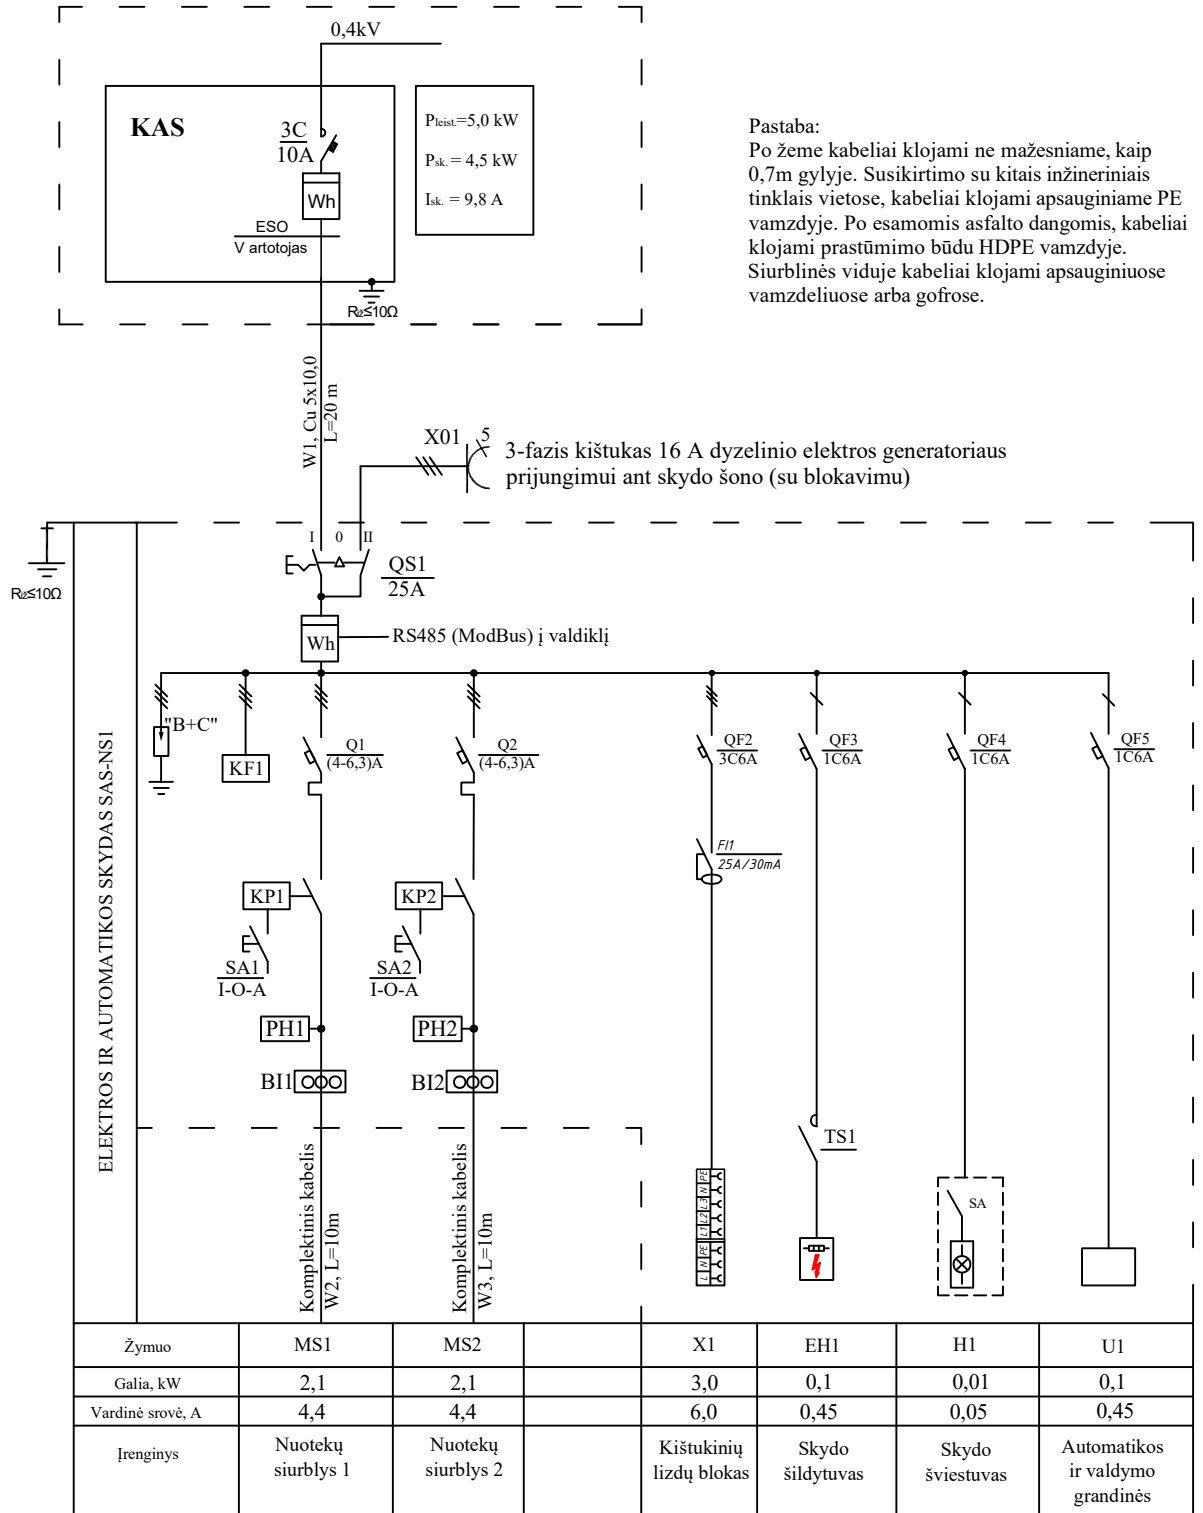 0,4kV
KAS
3C
10A
Wh
ESO
V artotojas
Pleist.=5,0 kW
Psk. = 4,5 kW
Isk. = 9,8 A
Rįž≤10Ω
Pastaba:
Po žeme kabeliai klojami ne mažesniame, kaip
0,7m gylyje. Susikirtimo su kitais inžineriniais
tinklais vietose, kabeliai klojami apsauginiame PE
vamzdyje. Po esamomis asfalto dangomis, kabeliai
klojami prastūmimo būdu HDPE vamzdyje.
Siurblinės viduje kabeliai klojami apsauginiuose
vamzdeliuose arba gofrose.
W1, Cu 5x10,0
L=20 m
X01
5
3-fazis kištukas 16 A dyzelinio elektros generatoriaus
prijungimui ant skydo šono (su blokavimu)
I 0 II
QS1
25A
Rįž≤10Ω
Wh
RS485 (ModBus) į valdiklį
ELEKTROS IR AUTOMATIKOS SKYDAS SAS-NS1
"B+C"
KF1
Q1
(4-6,3)A
Q2
(4-6,3)A
QF2
3C6A
QF3
1C6A
QF4
1C6A
QF5
1C6A
FI1
25A/30mA
KP1
KP2
SA1
I-O-A
SA2
I-O-A
PH1
PH2
BI1
BI2
TS1
SA
Komplektinis kabelis
W2, L=10m
Komplektinis kabelis
W3, L=10m
L N PE L1 L2 L3 N PE
Žymuo MS1 MS2 X1 EH1 H1 U1
Galia, kW 2,1 2,1 3,0 0,1 0,01 0,1
Vardinė srovė, A 4,4 4,4 6,0 0,45 0,05 0,45
Įrenginys
Nuotekų
siurblys 1
Nuotekų
siurblys 2
Kištukinių
lizdų blokas
Skydo
šildytuvas
Skydo
šviestuvas
Automatikos
ir valdymo
grandinės